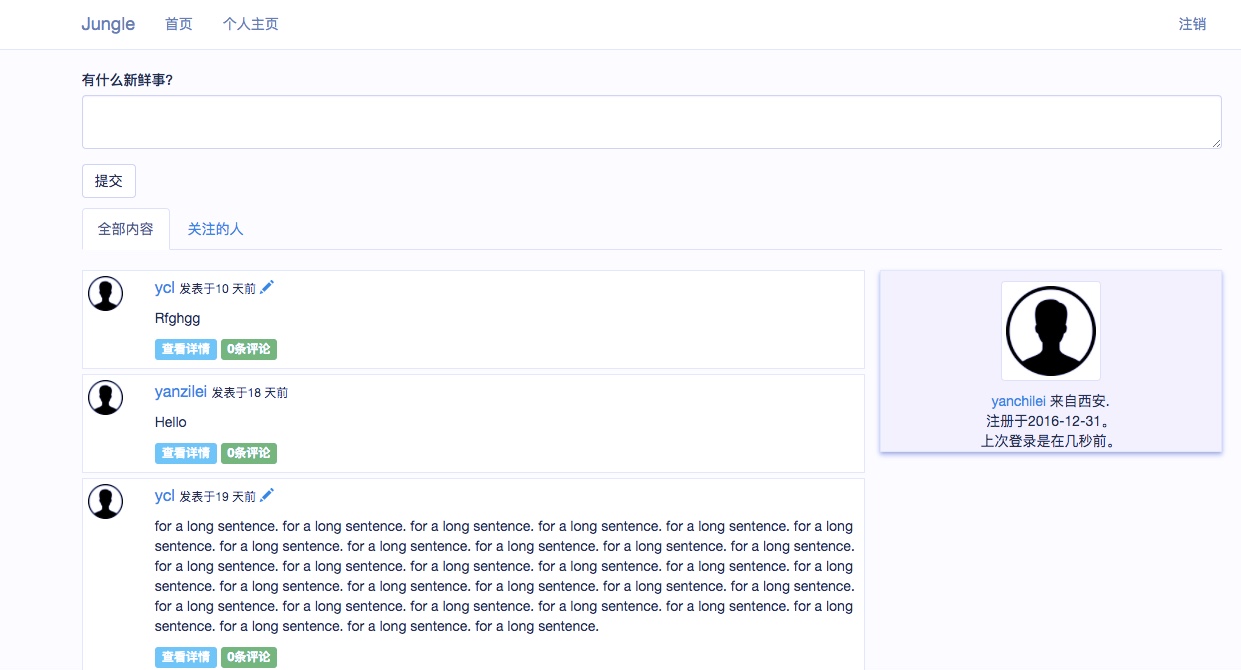 Jungle 首页 个人主页 注销
有什么新鲜事?
提交
全部内容 关注的人
ycl 发表于10 天前
Rfghgg
查看详情 0条评论
yanzilei 发表于18 天前
Hello
查看详情 0条评论
ycl 发表于19 天前
for a long sentence. for a long sentence. for a long sentence. for a long sentence. for a long sentence. for a long
sentence. for a long sentence. for a long sentence. for a long sentence. for a long sentence. for a long sentence.
for a long sentence. for a long sentence. for a long sentence. for a long sentence. for a long sentence. for a long
sentence. for a long sentence. for a long sentence. for a long sentence. for a long sentence. for a long sentence.
for a long sentence. for a long sentence. for a long sentence. for a long sentence. for a long sentence. for a long
sentence. for a long sentence. for a long sentence. for a long sentence.
查看详情 0条评论
yanchilei 来自西安.
注册于2016-12-31。
上次登录是在几秒前。